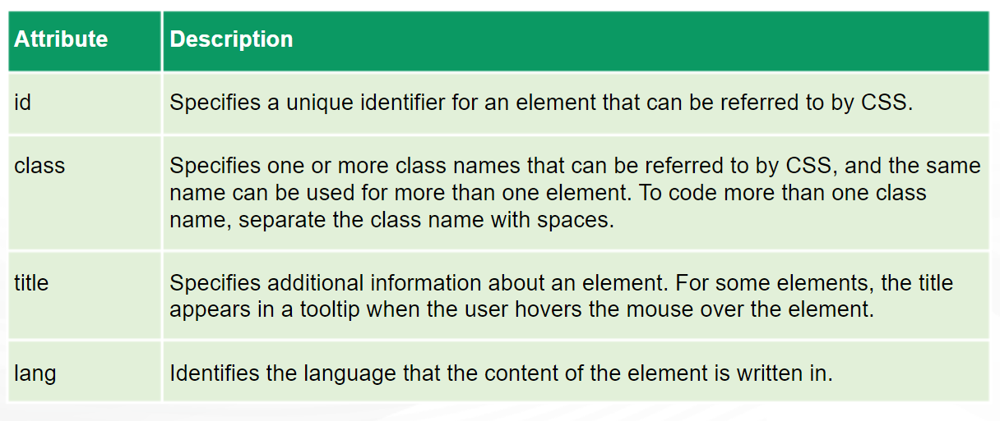 Attribute Description
id Specifies a unique identifier for an element that can be referred to by CSS.
class Specifies one or more class names that can be referred to by CSS, and the same
name can be used for more than one element. To code more than one class
name, separate the class name with spaces.
title Specifies additional information about an element. For some elements, the title
appears in a tooltip when the user hovers the mouse over the element.
lang Identifies the language that the content of the element is written in.